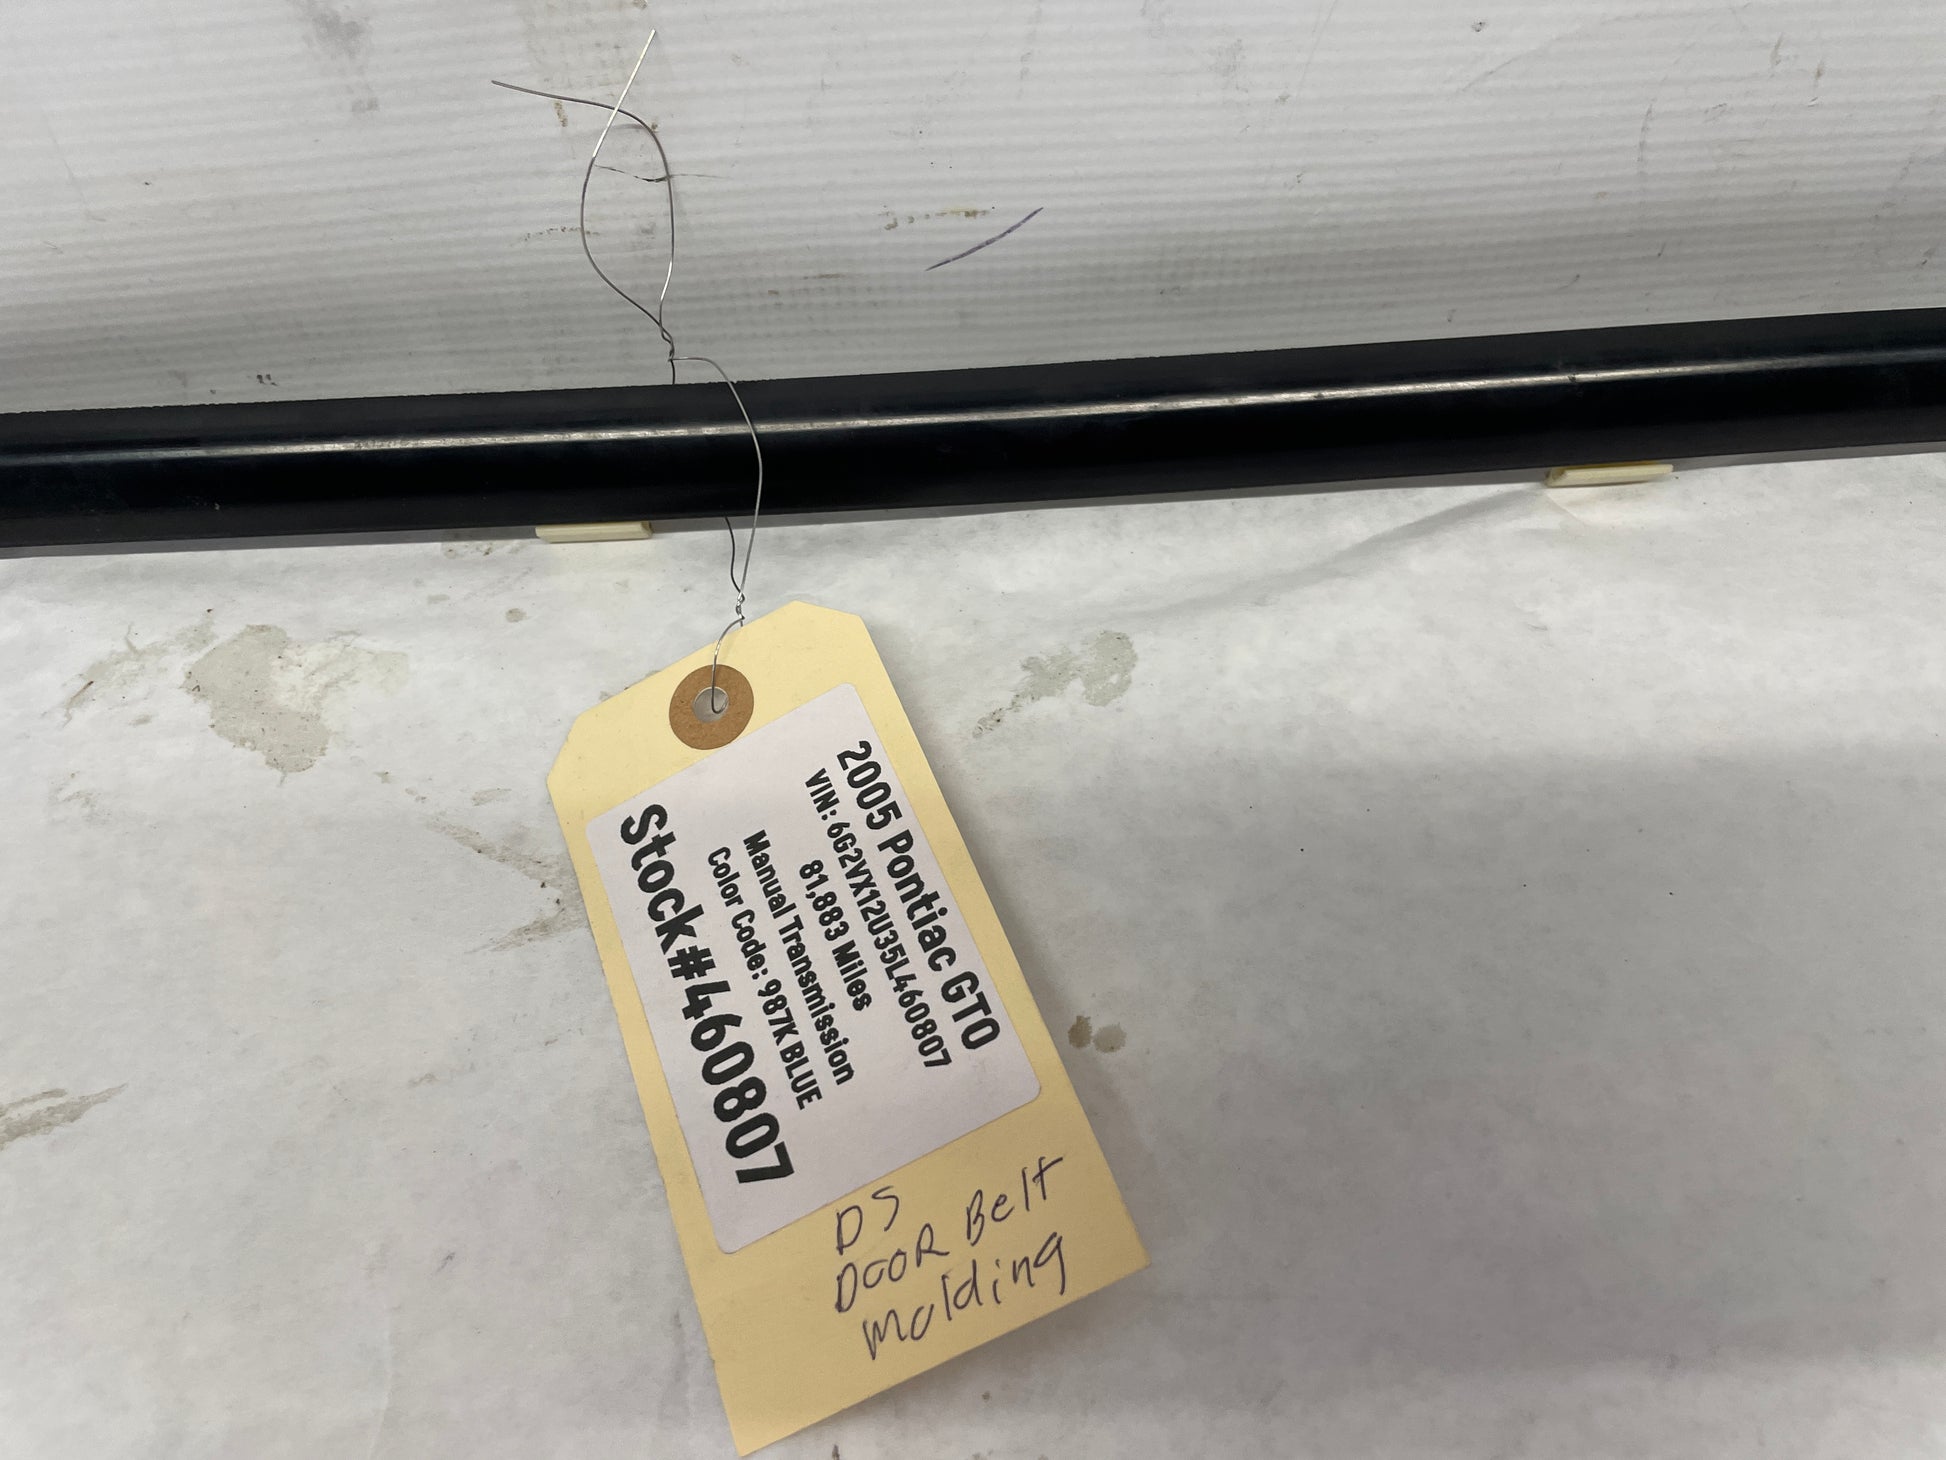 2005 Pontiac GTO
VIN: 6G2VX12U35L460807
81,883 Miles
Manual Transmission
Color Code: 987K BLUE
Stock#460807
DS
DOOR Belt
molding